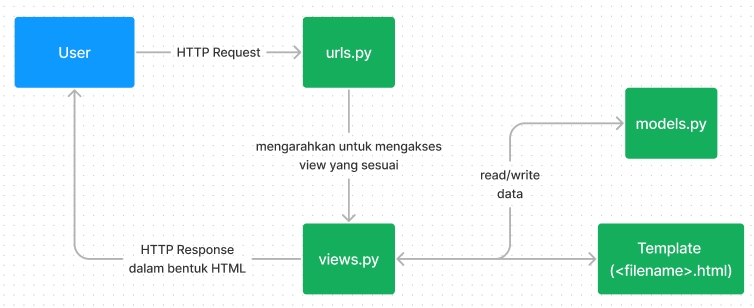 User
HTTP Request
urls.py
mengarahkan untuk mengakses
view yang sesuai
models.py
read/write
data
HTTP Response
dalam bentuk HTML
views.py
Template
(<filename>.html)